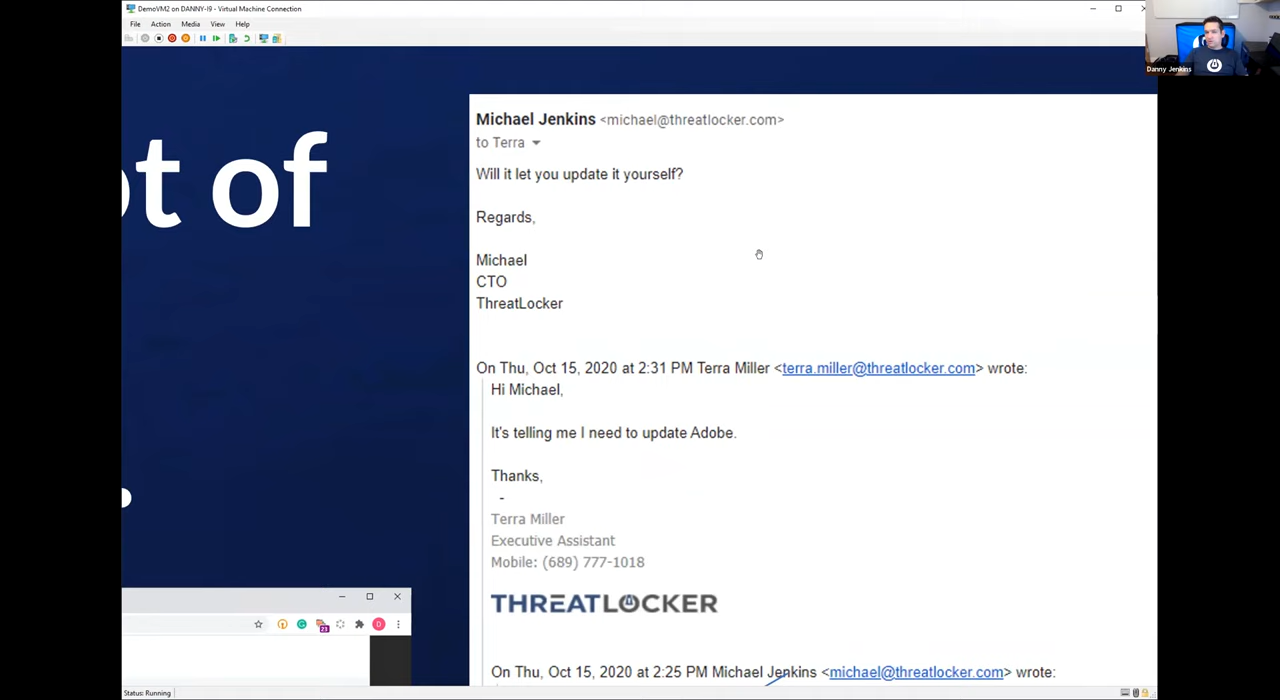 DemoVM2 on DANNY-I9 - Virtual Machine Connection
File Action Media View Help
Danny Jenkins
ot of
Michael Jenkins <michael@threatlocker.com>
to Terra
Will it let you update it yourself?
Regards,
Michael
CTO
ThreatLocker
On Thu, Oct 15, 2020 at 2:31 PM Terra Miller <terra.miller@threatlocker.com> wrote:
Hi Michael,
It's telling me I need to update Adobe.
Thanks,
-
Terra Miller
Executive Assistant
Mobile: (689) 777-1018
THREATLOCKER
23
D
On Thu, Oct 15, 2020 at 2:25 PM Michael Jenkins <michael@threatlocker.com> wrote:
Status: Running